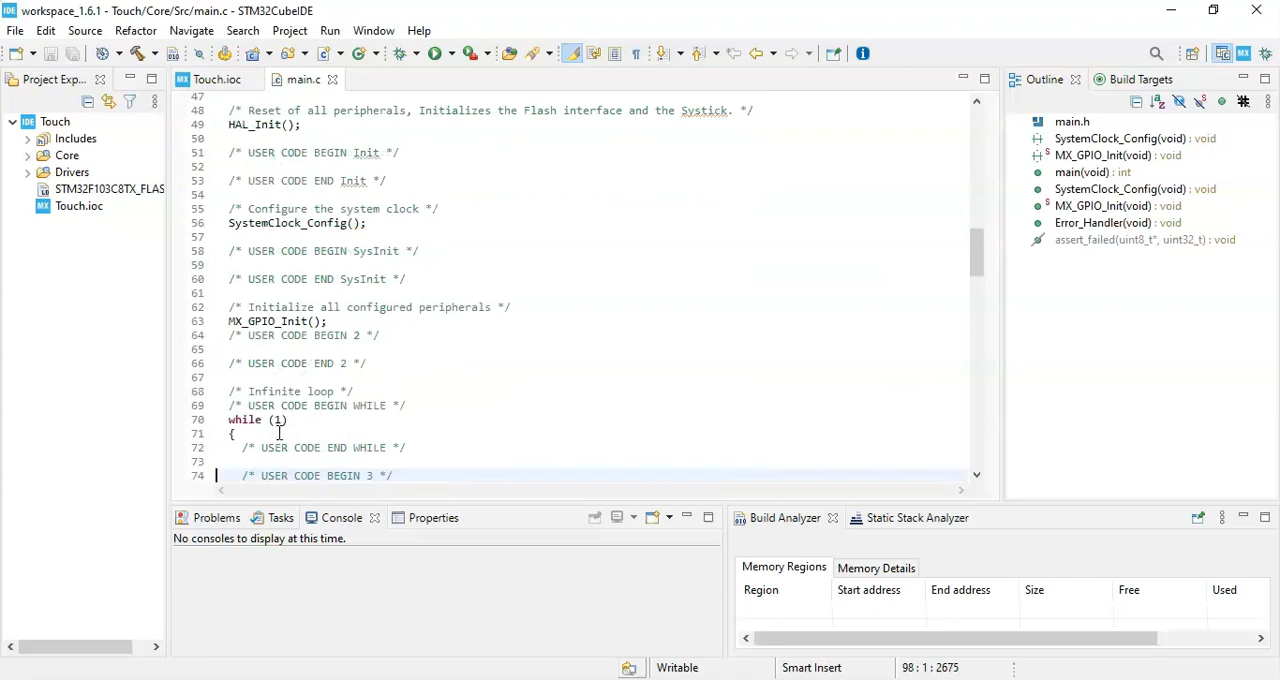 workspace_1.6.1 - Touch/Core/Src/main.c - STM32CubeIDE
File Edit Source Refactor Navigate Search Project Run Window Help
Project Exp...
Touch.ioc
main.c
Outline
Build Targets
Touch
Includes
Core
Drivers
STM32F103C8TX_FLAS
Touch.ioc
47
48 /* Reset of all peripherals, Initializes the Flash interface and the Systick. */
49 HAL_Init();
50
51 /* USER CODE BEGIN Init */
52
53 /* USER CODE END Init */
54
55 /* Configure the system clock */
56 SystemClock_Config();
57
58 /* USER CODE BEGIN SysInit */
59
60 /* USER CODE END SysInit */
61
62 /* Initialize all configured peripherals */
63 MX_GPIO_Init();
64 /* USER CODE BEGIN 2 */
65
66 /* USER CODE END 2 */
67
68 /* Infinite loop */
69 /* USER CODE BEGIN WHILE */
70 while (1)
71 {
72 /* USER CODE END WHILE */
73
74 /* USER CODE BEGIN 3 */
main.h
SystemClock_Config(void) : void
MX_GPIO_Init(void) : void
main(void) : int
SystemClock_Config(void) : void
MX_GPIO_Init(void) : void
Error_Handler(void) : void
assert_failed(uint8_t*, uint32_t) : void
Problems Tasks Console Properties
No consoles to display at this time.
Build Analyzer Static Stack Analyzer
Memory Regions Memory Details
Region Start address End address Size Free Used
Writable Smart Insert 98 : 1 : 2675